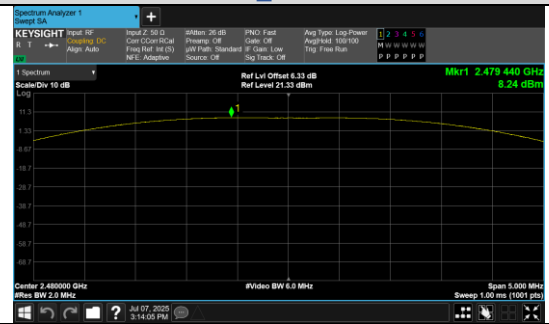 Spectrum Analyzer 1
Swept SA
+
KEYSIGHT Input: RF Input Z: 50 Ω #Atten: 26 dB PNO: Fast Avg Type: Log-Power 1 2 3 4 5 6
R T Coupling: DC Corr CCorr RCal Preamp: Off Gate: Off Avg|Hold: 100/100 M W W W W W
Align: Auto Freq Ref: Int (S) µW Path: Standard IF Gain: Low Trig: Free Run P P P P P P
NFE: Adaptive Source: Off Sig Track: Off
1 Spectrum
Scale/Div 10 dB
Log
Ref Lvl Offset 6.33 dB
Ref Level 21.33 dBm
Mkr1 2.479 440 GHz
8.24 dBm
1
11.3
1.33
-8.67
-18.7
-28.7
-38.7
-48.7
-58.7
-68.7
Center 2.480000 GHz #Video BW 6.0 MHz Span 5.000 MHz
#Res BW 2.0 MHz Sweep 1.00 ms (1001 pts)
? Jul 07, 2025
3:14:05 PM